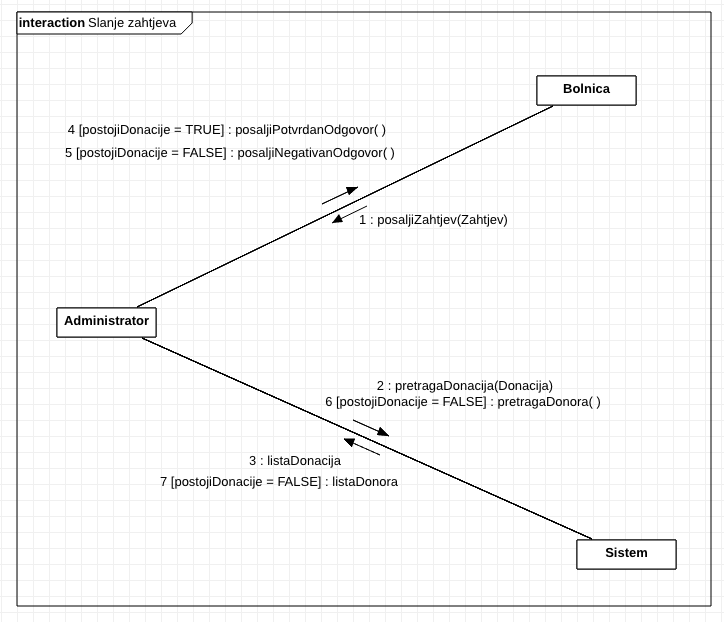 interaction Slanje zahtjeva
Bolnica
4 [postojiDonacije = TRUE] : posaljiPotvrdanOdgovor( )
5 [postojiDonacije = FALSE] : posaljiNegativanOdgovor( )
1 : posaljiZahtjev(Zahtjev)
Administrator
2 : pretragaDonacija(Donacija)
6 [postojiDonacije = FALSE] : pretragaDonora( )
3 : listaDonacija
7 [postojiDonacije = FALSE] : listaDonora
Sistem